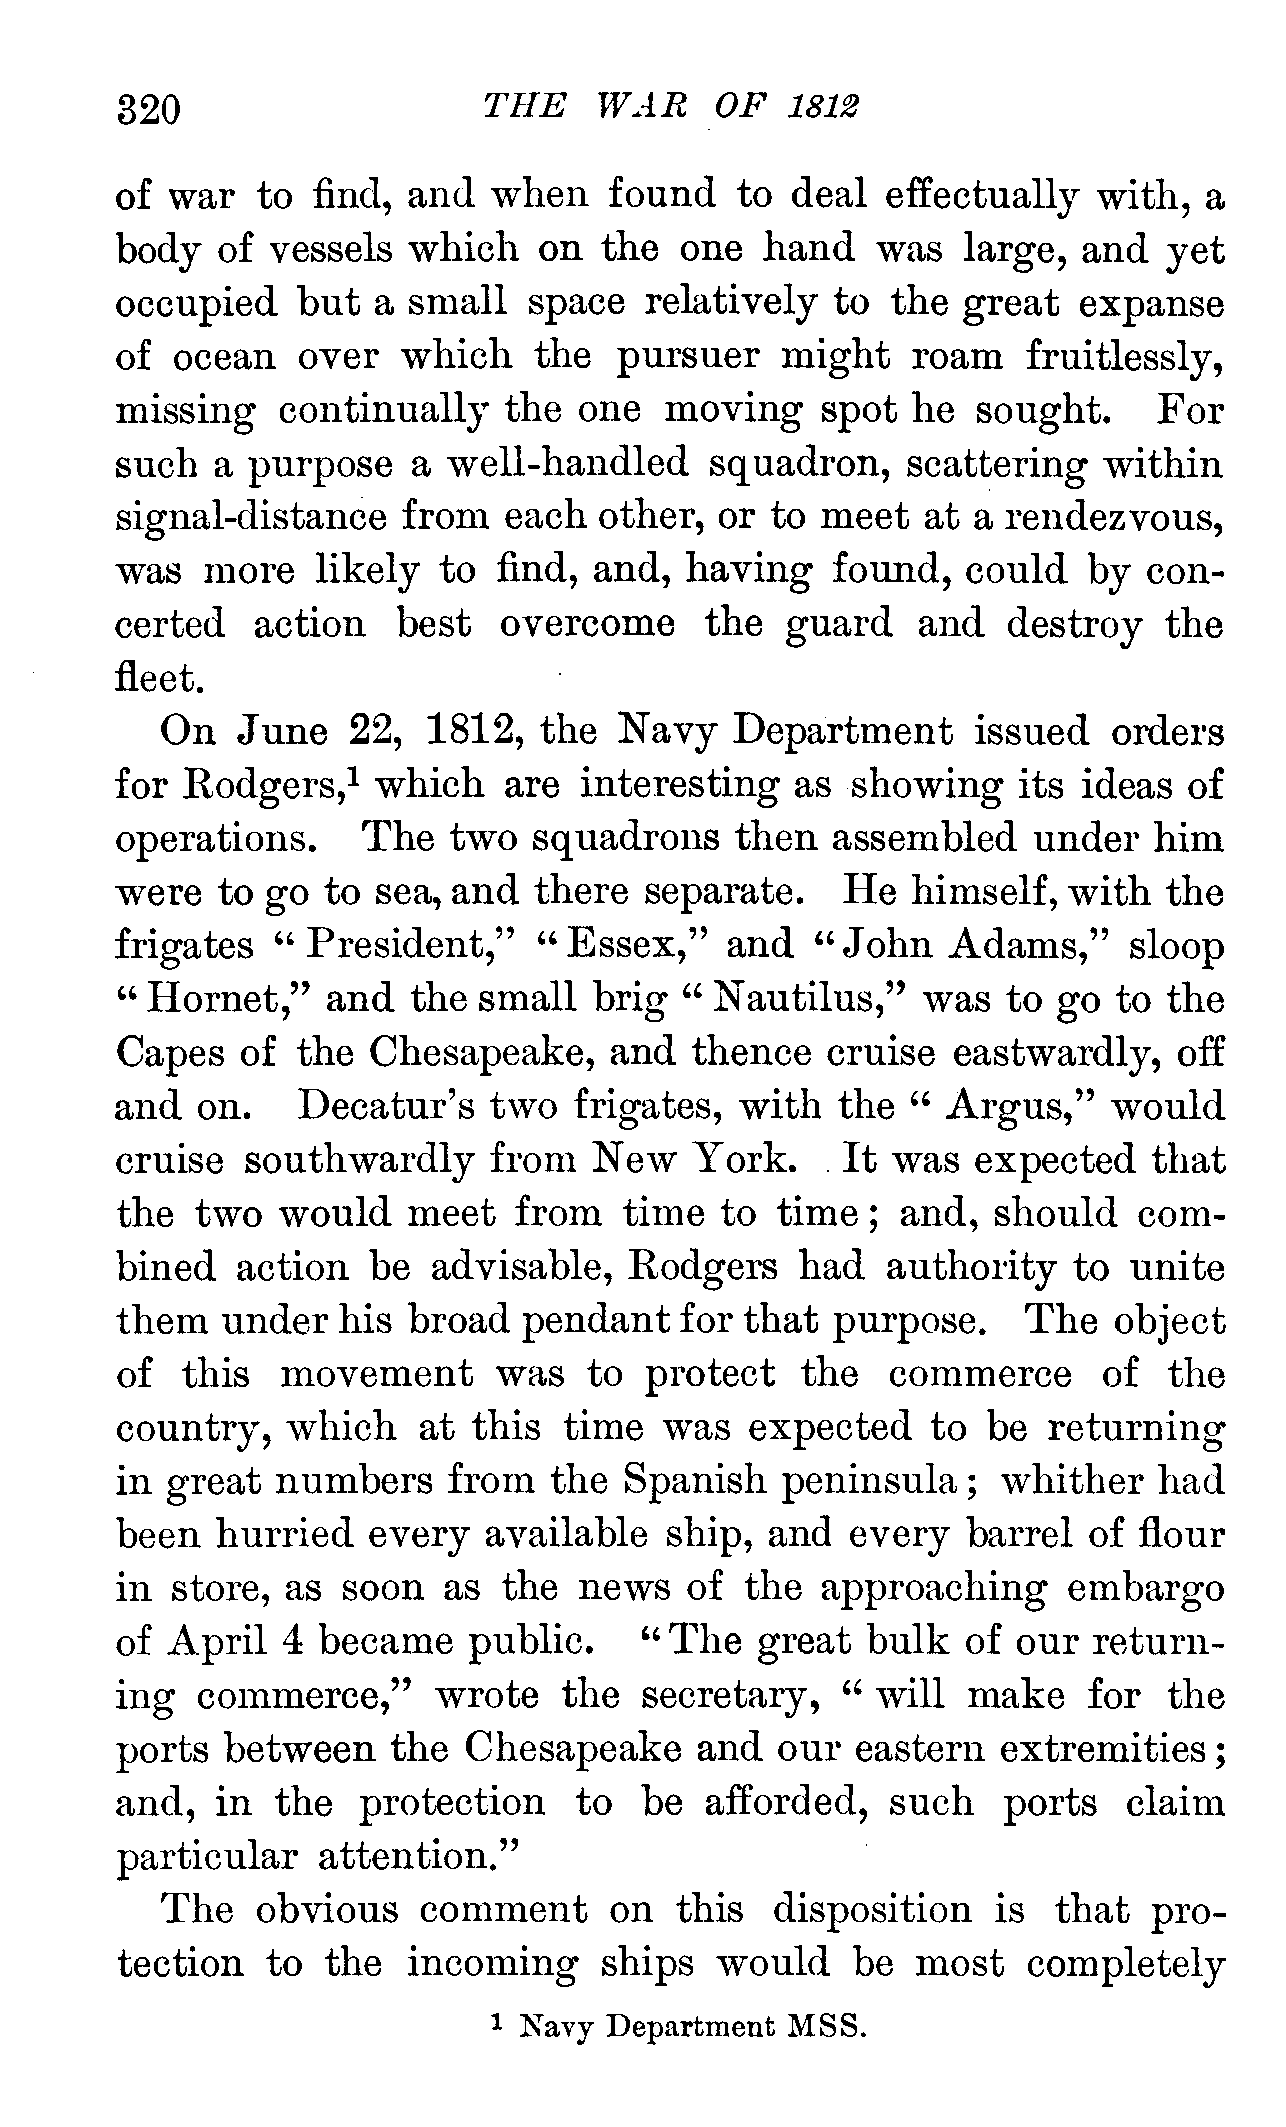 320 THE WAR OF 1812
of war to find, and when found to deal effectually with, a
body of vessels which on the one hand was large, and yet
occupied but a small space relatively to the great expanse
of ocean over which the pursuer might roam fruitlessly,
missing continually the one moving spot he sought. For
such a purpose a well-handled squadron, scattering within
signal-distance from each other, or to meet at a rendezvous,
was more likely to find, and, having found, could by con-
certed action best overcome the guard and destroy the
fleet.
On June 22, 1812, the Navy Department issued orders
for Rodgers,¹ which are interesting as showing its ideas of
operations. The two squadrons then assembled under him
were to go to sea, and there separate. He himself, with the
frigates “ President,” “ Essex,” and “ John Adams,” sloop
“ Hornet,” and the small brig “ Nautilus,” was to go to the
Capes of the Chesapeake, and thence cruise eastwardly, off
and on. Decatur’s two frigates, with the “ Argus,” would
cruise southwardly from New York. It was expected that
the two would meet from time to time ; and, should com-
bined action be advisable, Rodgers had authority to unite
them under his broad pendant for that purpose. The object
of this movement was to protect the commerce of the
country, which at this time was expected to be returning
in great numbers from the Spanish peninsula ; whither had
been hurried every available ship, and every barrel of flour
in store, as soon as the news of the approaching embargo
of April 4 became public. “ The great bulk of our return-
ing commerce,” wrote the secretary, “ will make for the
ports between the Chesapeake and our eastern extremities ;
and, in the protection to be afforded, such ports claim
particular attention.”
The obvious comment on this disposition is that pro-
tection to the incoming ships would be most completely
¹ Navy Department MSS.